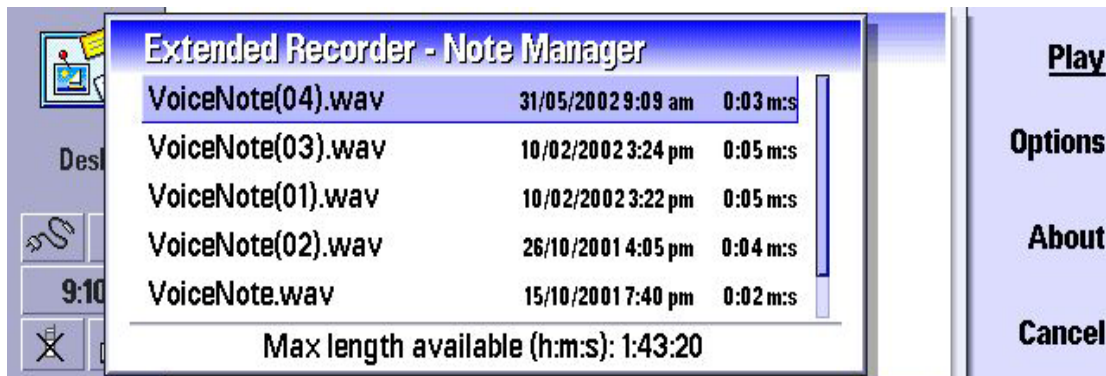 Extended Recorder - Note Manager
VoiceNote(04).wav 31/05/2002 9:09 am 0:03 m:s
VoiceNote(03).wav 10/02/2002 3:24 pm 0:05 m:s
VoiceNote(01).wav 10/02/2002 3:22 pm 0:05 m:s
VoiceNote(02).wav 26/10/2001 4:05 pm 0:04 m:s
VoiceNote.wav 15/10/2001 7:40 pm 0:02 m:s
Max length available (h:m:s): 1:43:20
Des
9:10
Play
Options
About
Cancel